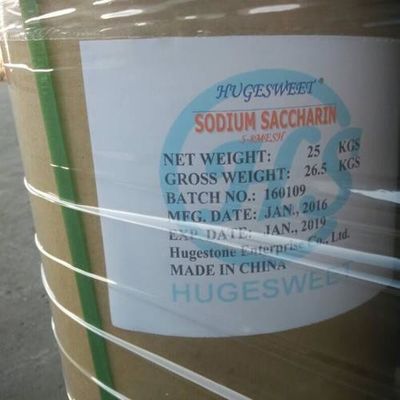 HUGESWEET®
SODIUM SACCHARIN
5-8MESH
NET WEIGHT: 25 KGS
GROSS WEIGHT: 26.5 KGS
BATCH NO.: 160109
MFG. DATE: JAN., 2016
EXP. DATE: JAN., 2019
Hugestone Enterprise Co., Ltd.
MADE IN CHINA
HUGESWEET